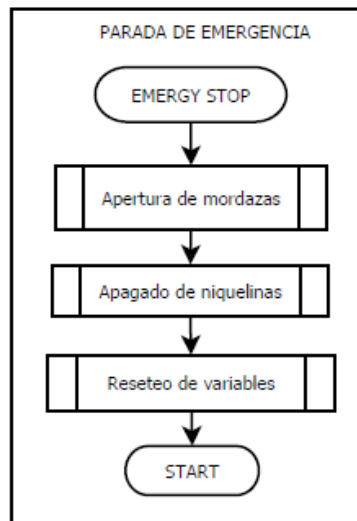 PARADA DE EMERGENCIA
EMERGY STOP
Apertura de mordazas
Apagado de niquelinas
Reseteo de variables
START